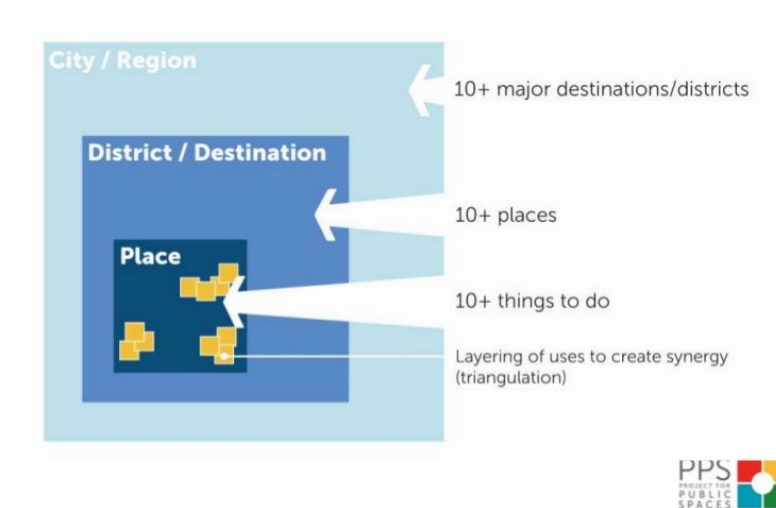 City / Region
10+ major destinations/districts
District / Destination
10+ places
Place
10+ things to do
Layering of uses to create synergy
(triangulation)
PPS
PROJECT FOR
PUBLIC
SPACES